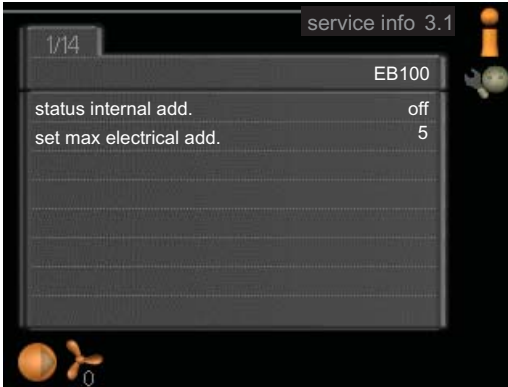 service info 3.1
1/14
EB100
status internal add. off
set max electrical add. 5
0